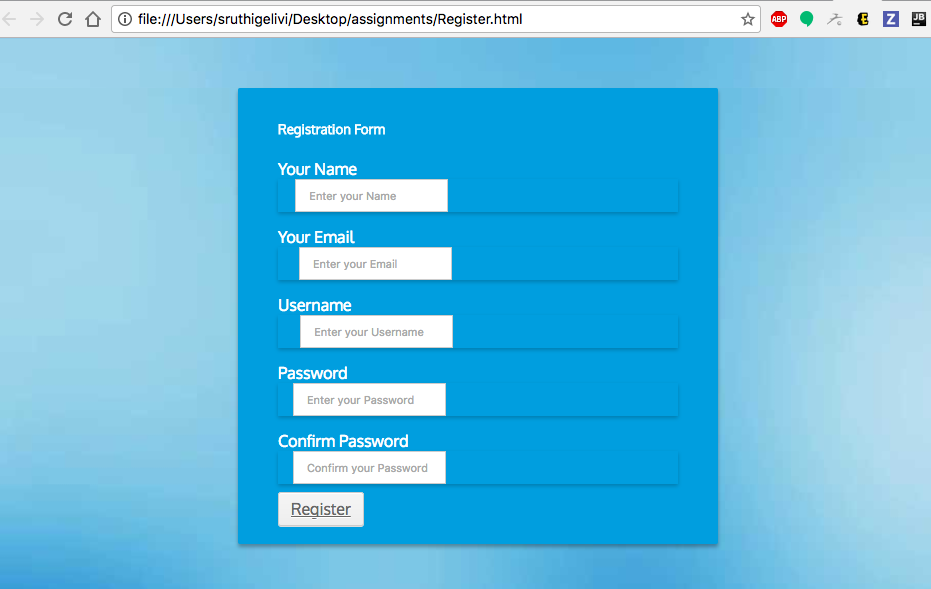 file:///Users/sruthigelivi/Desktop/assignments/Register.html
ABP
Z
JB
Registration Form
Your Name
Enter your Name
Your Email
Enter your Email
Username
Enter your Username
Password
Enter your Password
Confirm Password
Confirm your Password
Register